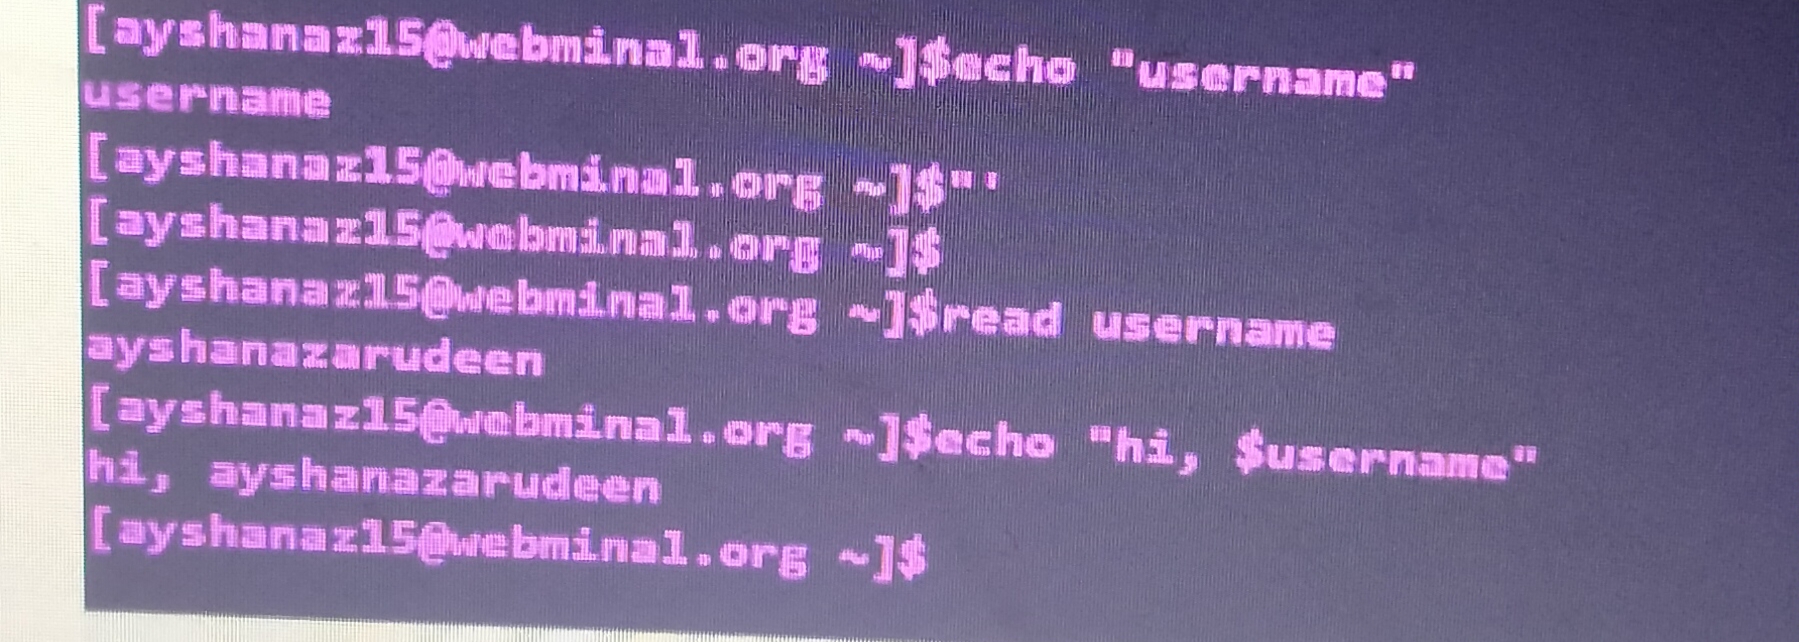 [ayshanaz15@webminal.org ~]$echo "username"
username
[ayshanaz15@webminal.org ~]$"'
[ayshanaz15@webminal.org ~]$
[ayshanaz15@webminal.org ~]$read username
ayshanazarudeen
[ayshanaz15@webminal.org ~]$echo "hi, $username"
hi, ayshanazarudeen
[ayshanaz15@webminal.org ~]$